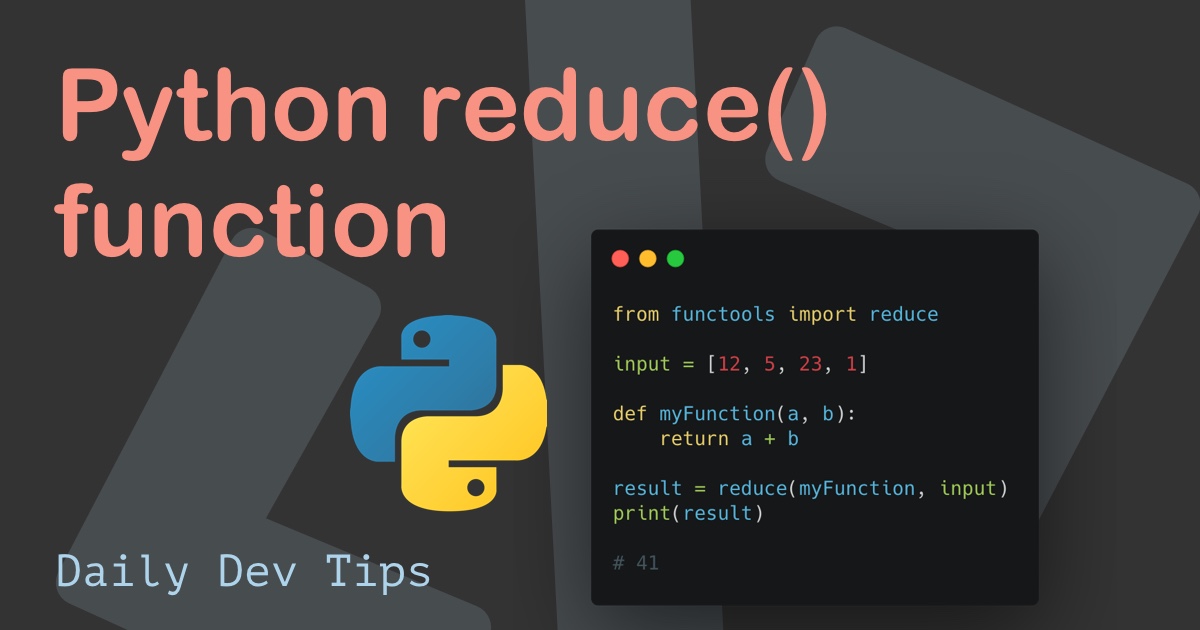 Python reduce()
function
from functools import reduce
input = [12, 5, 23, 1]
def myFunction(a, b):
    return a + b
result = reduce(myFunction, input)
print(result)
# 41
Daily Dev Tips